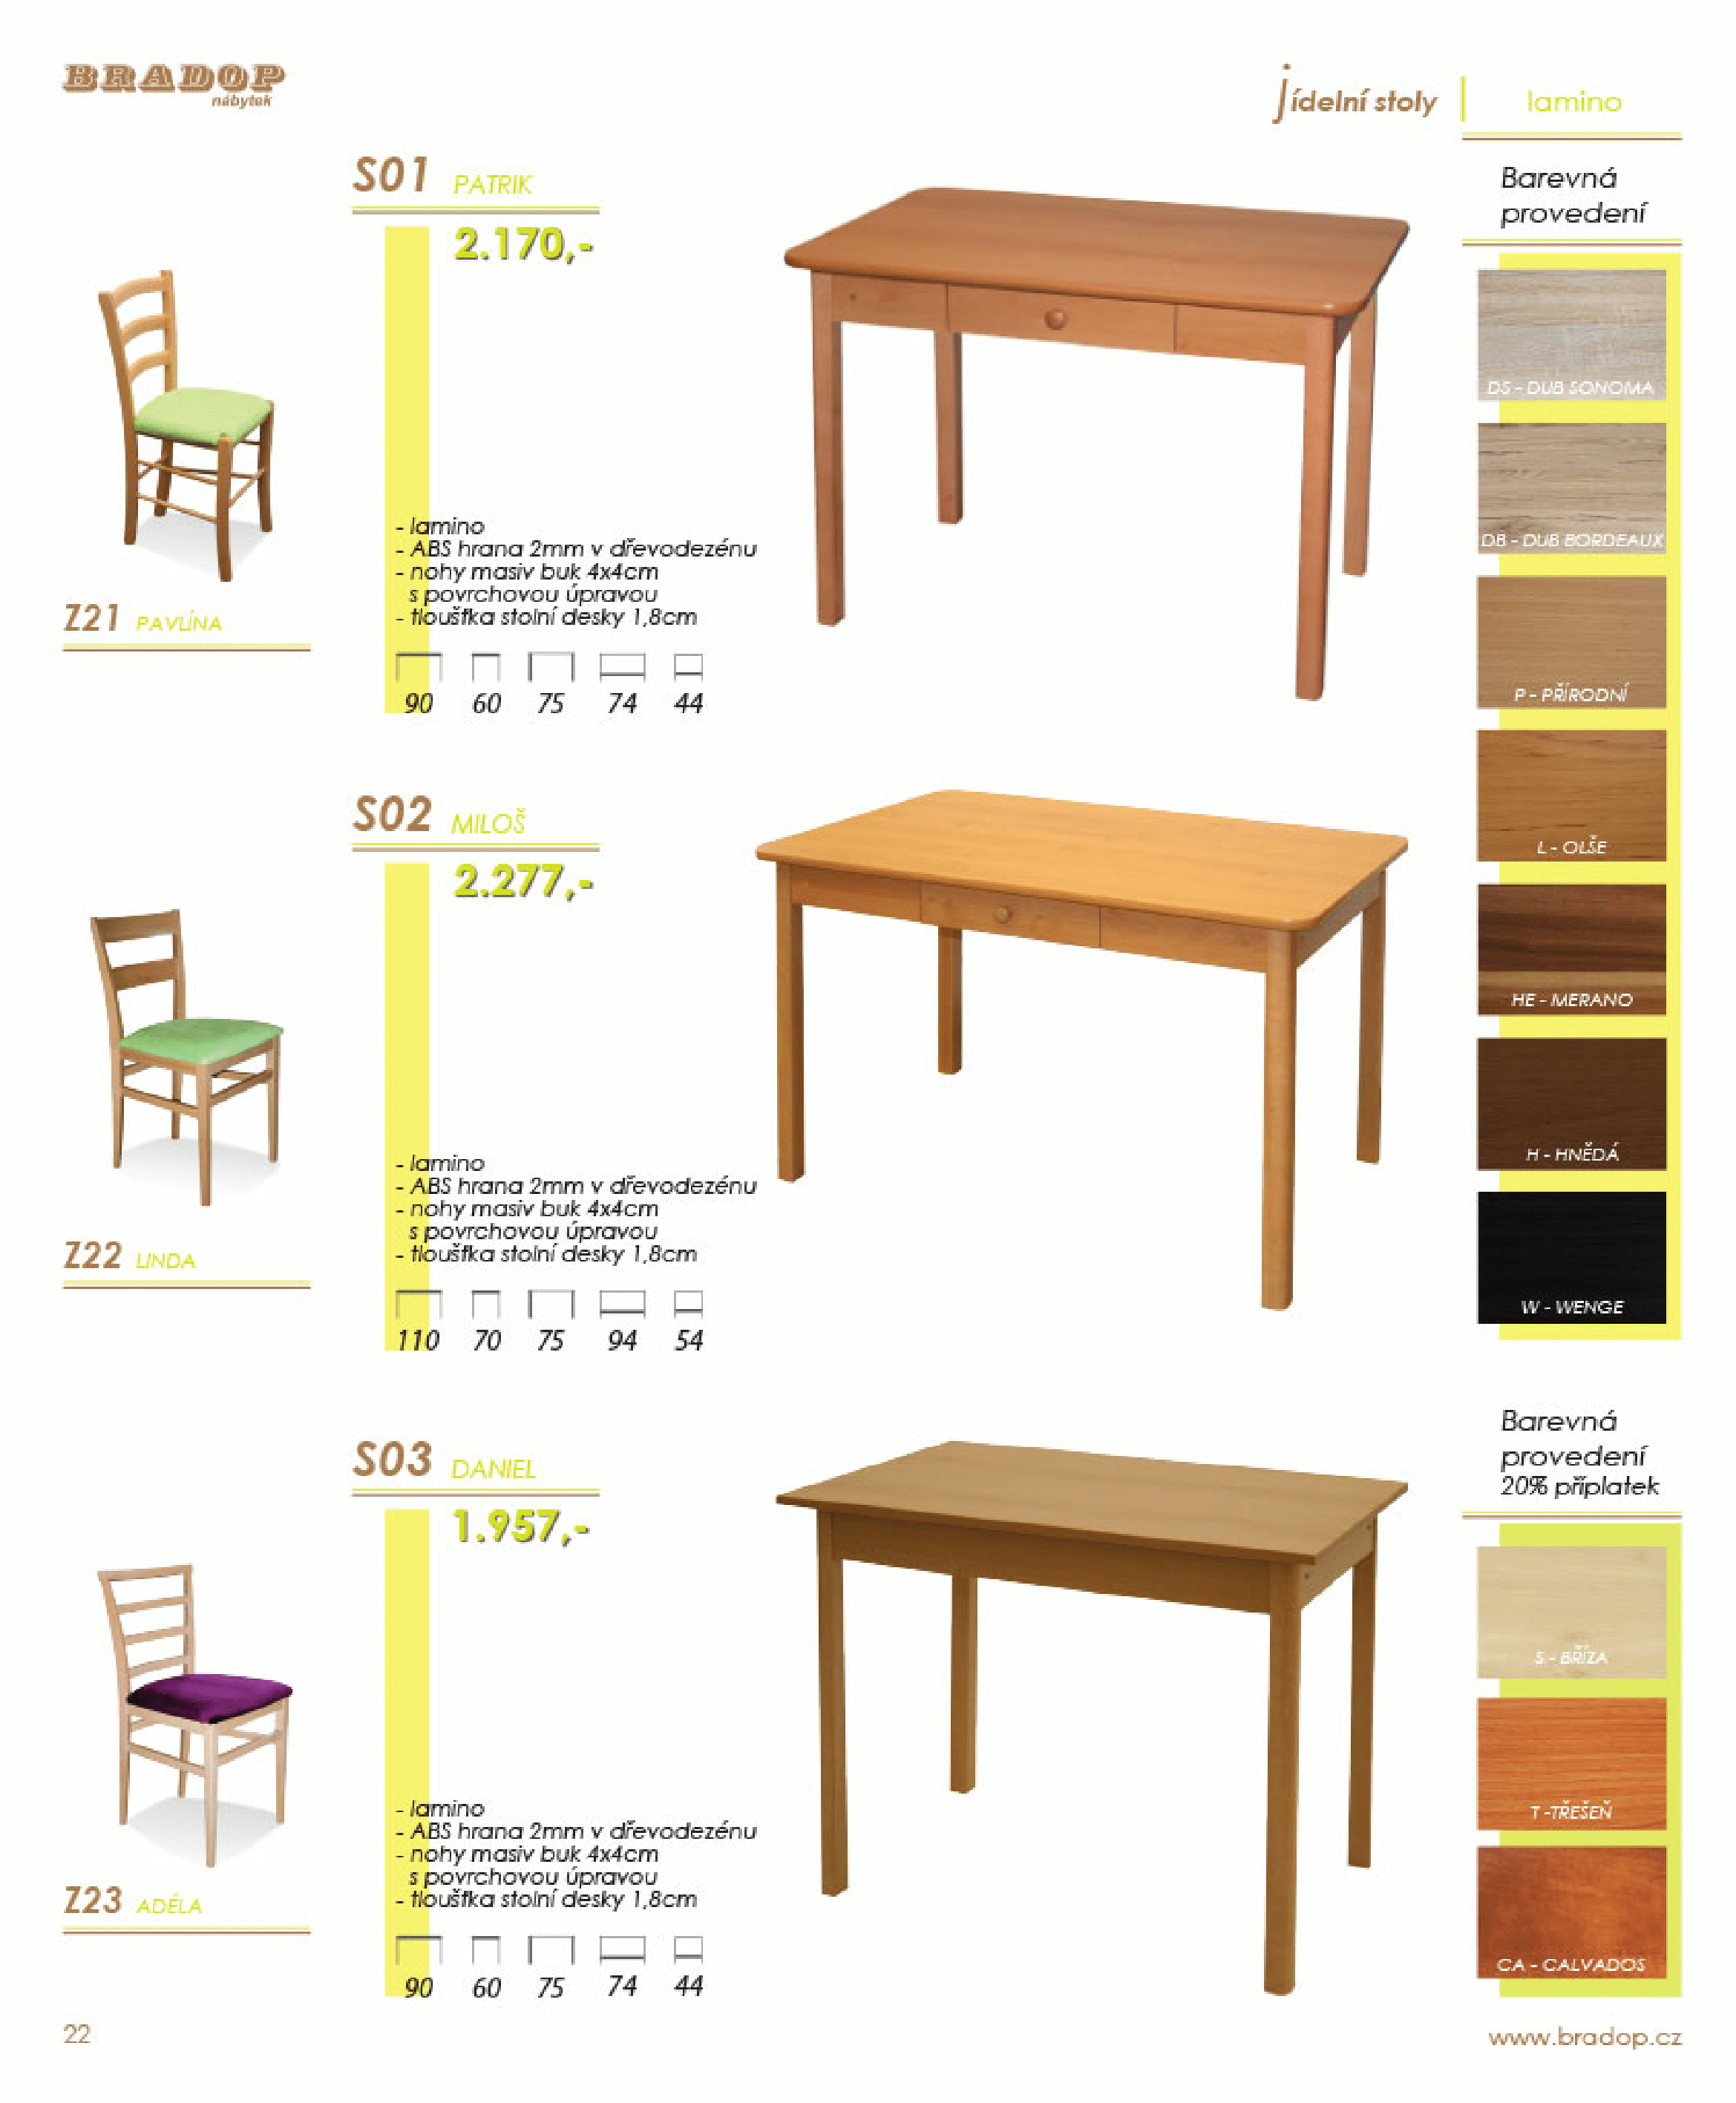 BRADOP
nábytek
jídelní stoly
lamino
S01 PATRIK
2.170,-
- lamino
- ABS hrana 2mm v dřevodezénu
- nohy masiv buk 4x4cm
s povrchovou úpravou
- tloušťka stolní desky 1,8cm
90 60 75 74 44
Z21 PAVLÍNA
S02 MILOŠ
2.277,-
- lamino
- ABS hrana 2mm v dřevodezénu
- nohy masiv buk 4x4cm
s povrchovou úpravou
- tloušťka stolní desky 1,8cm
110 70 75 94 54
Z22 LINDA
S03 DANIEL
1.957,-
- lamino
- ABS hrana 2mm v dřevodezénu
- nohy masiv buk 4x4cm
s povrchovou úpravou
- tloušťka stolní desky 1,8cm
90 60 75 74 44
Z23 ADÉLA
Barevná
provedení
DS - DUB SONOMA
DB - DUB BORDEAUX
P - PŘÍRODNÍ
L - OLŠE
HE - MERANO
H - HNĚDÁ
W - WENGE
Barevná
provedení
20% příplatek
S - BŘÍZA
T -TŘEŠEŇ
CA - CALVADOS
22
www.bradop.cz